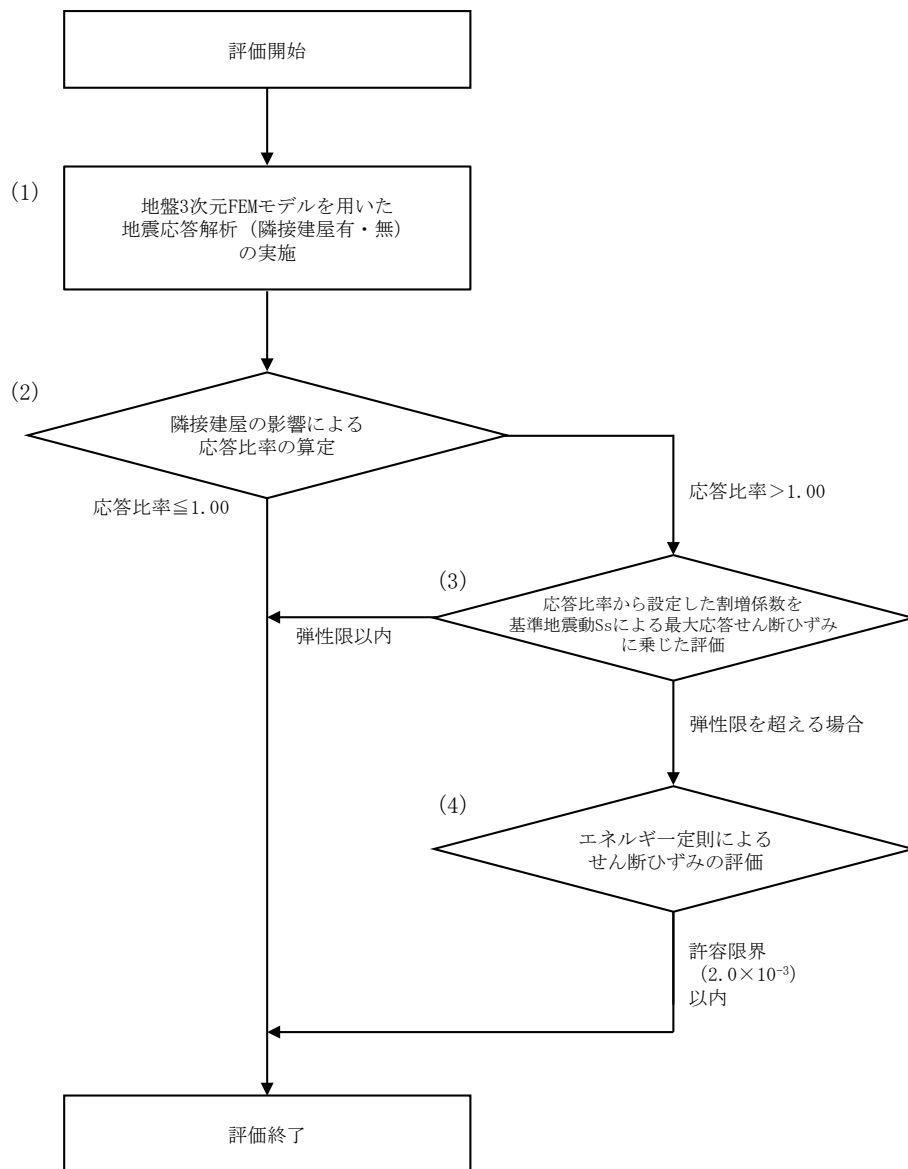 評価開始
(1)
地盤3次元FEMモデルを用いた
地震応答解析（隣接建屋有・無）
の実施
(2)
隣接建屋の影響による
応答比率の算定
応答比率≦1.00
応答比率＞1.00
(3)
応答比率から設定した割増係数を
基準地震動Ssによる最大応答せん断ひずみ
に乗じた評価
弾性限以内
弾性限を超える場合
(4)
エネルギー定則による
せん断ひずみの評価
許容限界
（2.0×10⁻³）
以内
評価終了